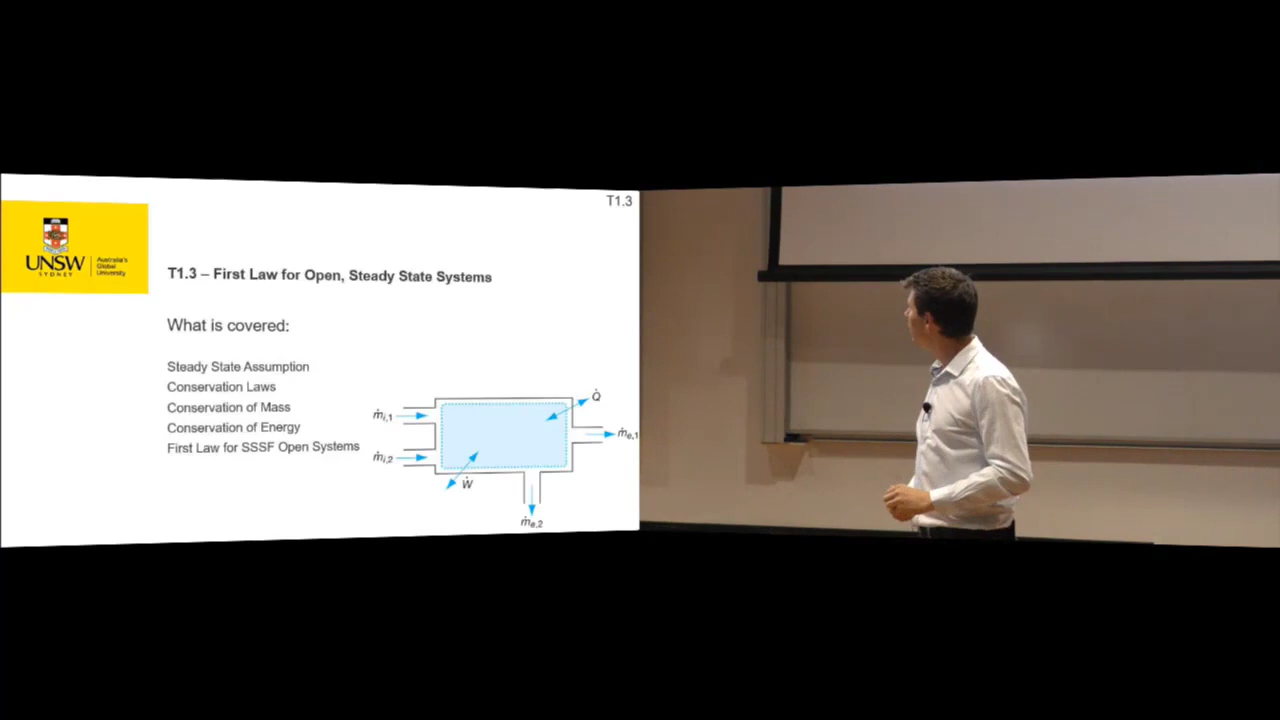 T1.3
UNSW
SYDNEY
Australia's
Global
University
T1.3 – First Law for Open, Steady State Systems
What is covered:
Steady State Assumption
Conservation Laws
Conservation of Mass
Conservation of Energy
First Law for SSSF Open Systems
Q̇
ṁi,1
ṁe,1
ṁi,2
Ẇ
ṁe,2